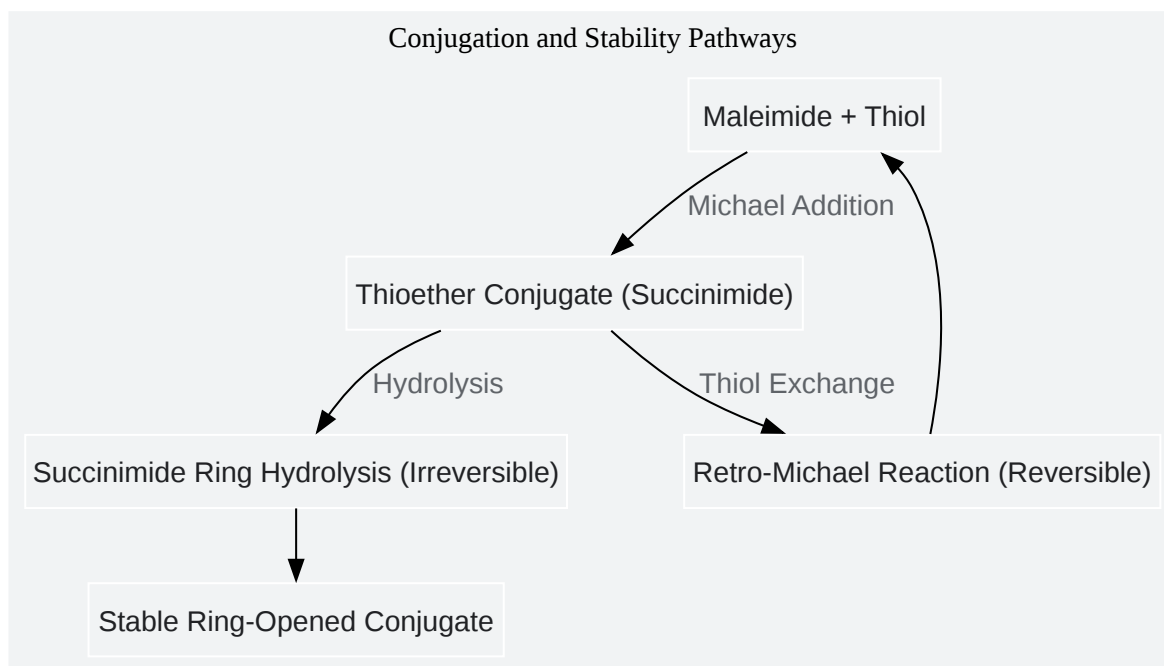 Conjugation and Stability Pathways
Maleimide + Thiol
Michael Addition
Thioether Conjugate (Succinimide)
Hydrolysis
Thiol Exchange
Succinimide Ring Hydrolysis (Irreversible)
Retro-Michael Reaction (Reversible)
Stable Ring-Opened Conjugate